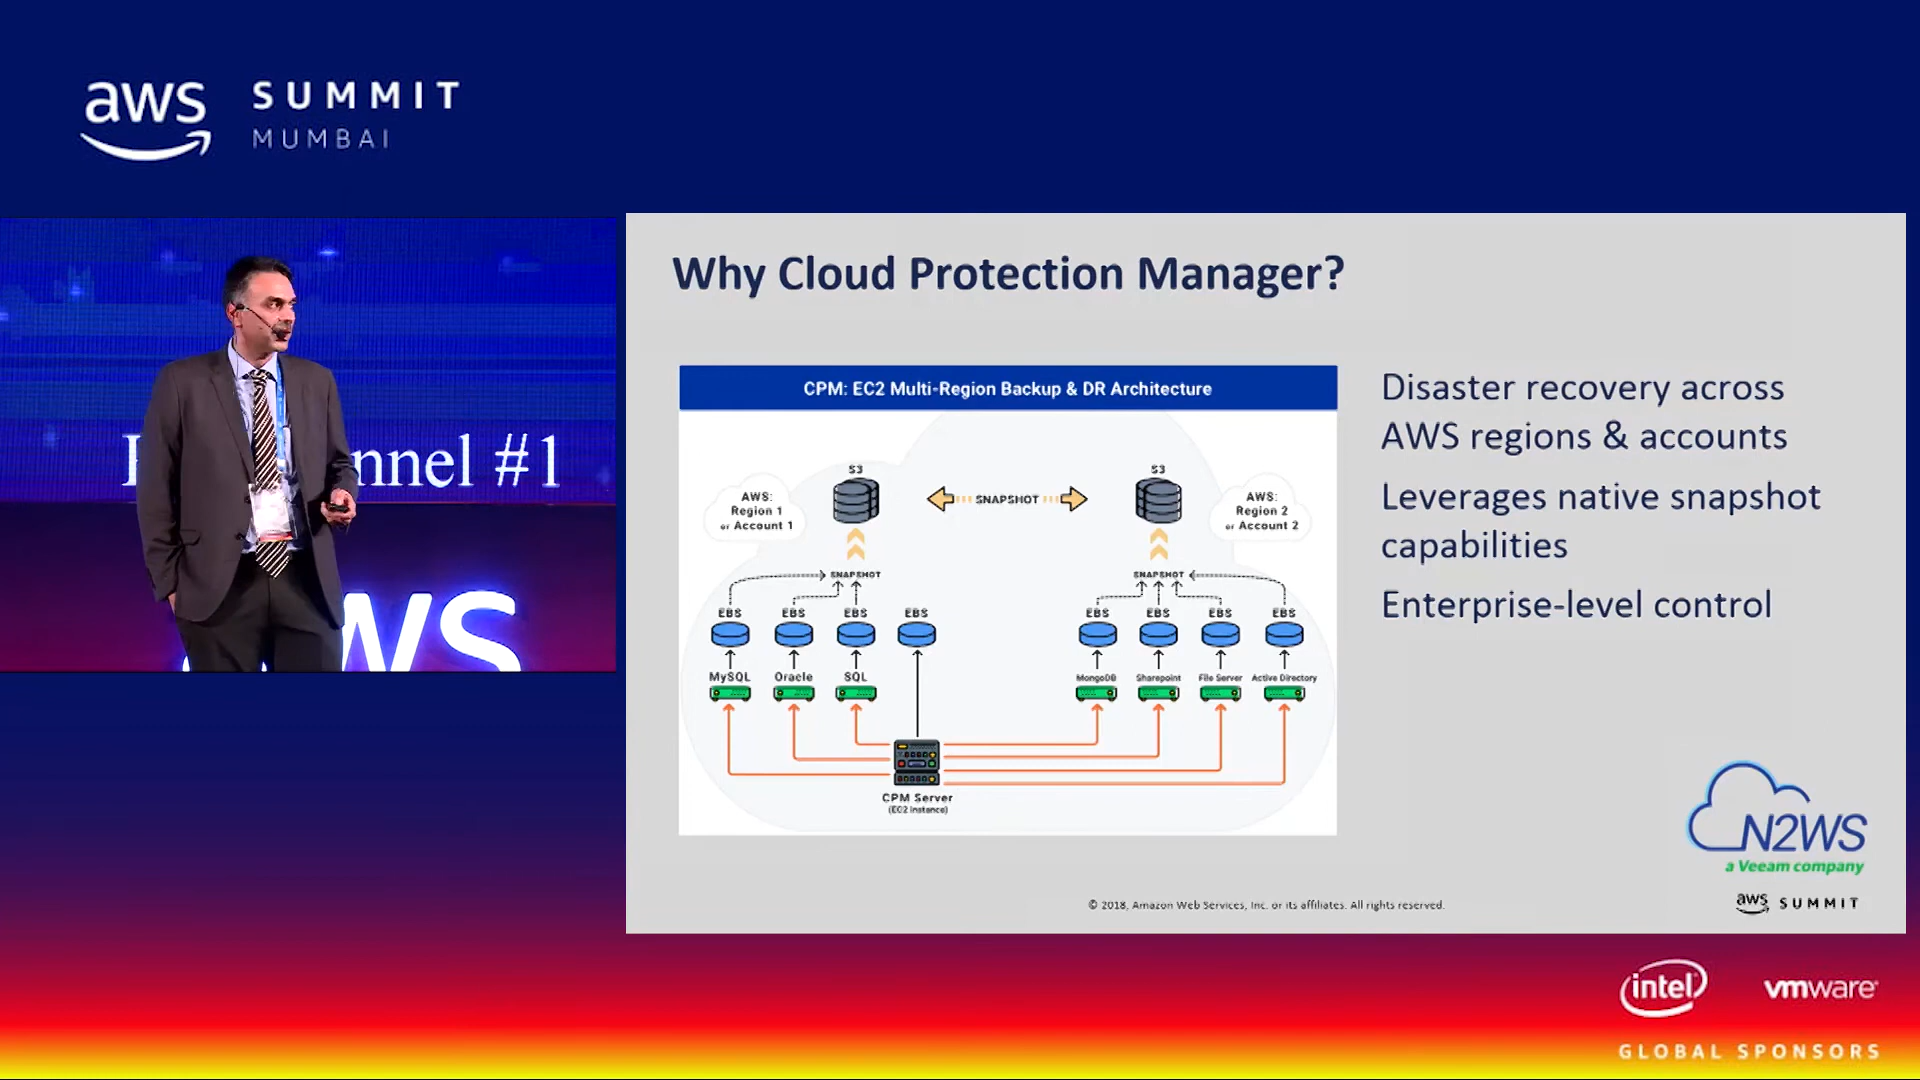 aws SUMMIT
MUMBAI
nnel #1
WS
Why Cloud Protection Manager?
CPM: EC2 Multi-Region Backup & DR Architecture
S3
S3
AWS:
Region 1
or Account 1
SNAPSHOT
AWS:
Region 2
or Account 2
SNAPSHOT
SNAPSHOT
EBS EBS EBS EBS
EBS EBS EBS EBS
MySQL Oracle SQL
MongoDB Sharepoint File Server Active Directory
CPM Server
(EC2 Instance)
Disaster recovery across
AWS regions & accounts
Leverages native snapshot
capabilities
Enterprise-level control
N2WS
a Veeam company
aws SUMMIT
© 2018, Amazon Web Services, Inc. or its affiliates. All rights reserved.
intel vmware
GLOBAL SPONSORS